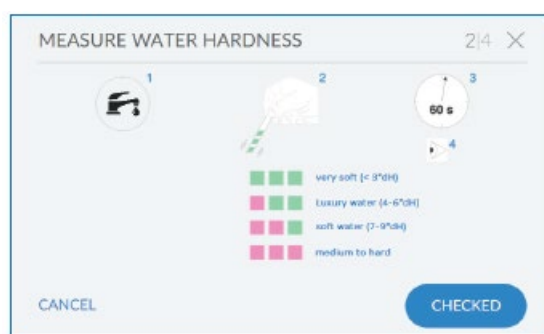 MEASURE WATER HARDNESS 2|4
1
2
3
60 s
4
very soft (< 3°dH)
Luxury water (4-6°dH)
soft water (7-9°dH)
medium to hard
CANCEL CHECKED